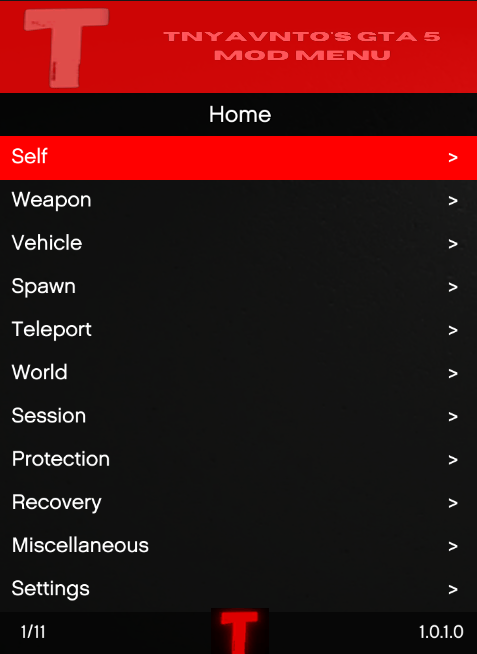 T
TNYAVNTO'S GTA 5
MOD MENU
Home
Self >
Weapon >
Vehicle >
Spawn >
Teleport >
World >
Session >
Protection >
Recovery >
Miscellaneous >
Settings >
1/11 T 1.0.1.0